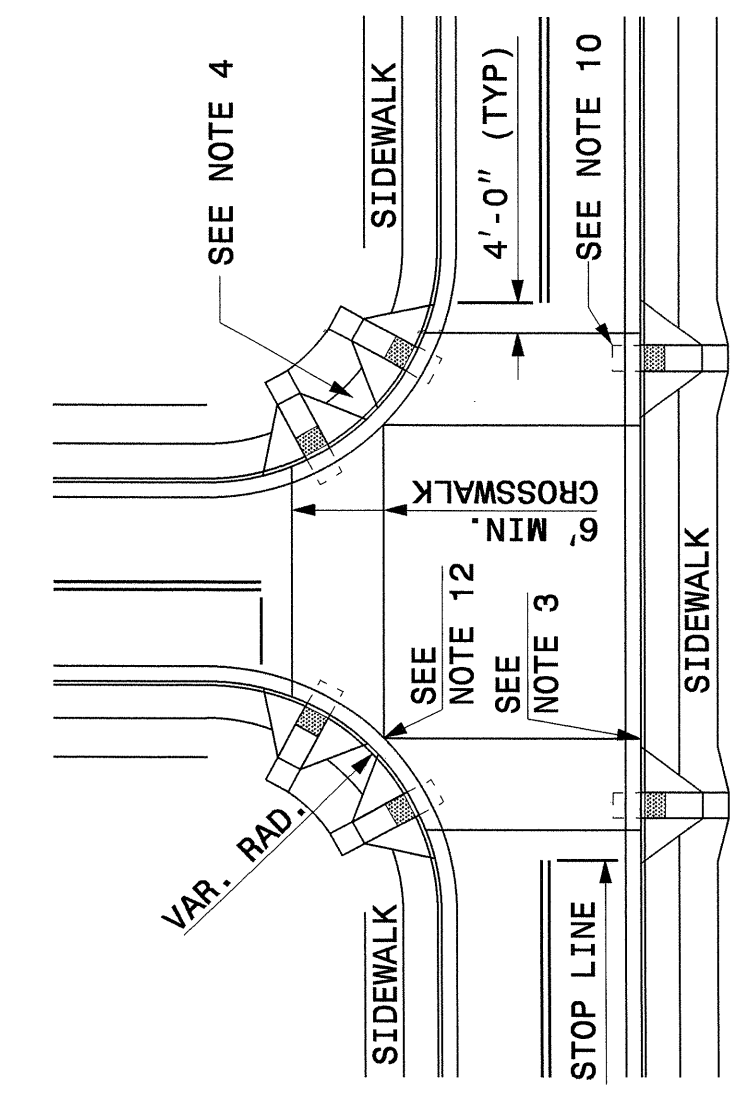 SEE NOTE 4
SIDEWALK
4'-0" (TYP)
SEE NOTE 10
6' MIN.
CROSSWALK
SEE
NOTE 12
SEE
NOTE 3
SIDEWALK
VAR. RAD.
SIDEWALK
STOP LINE